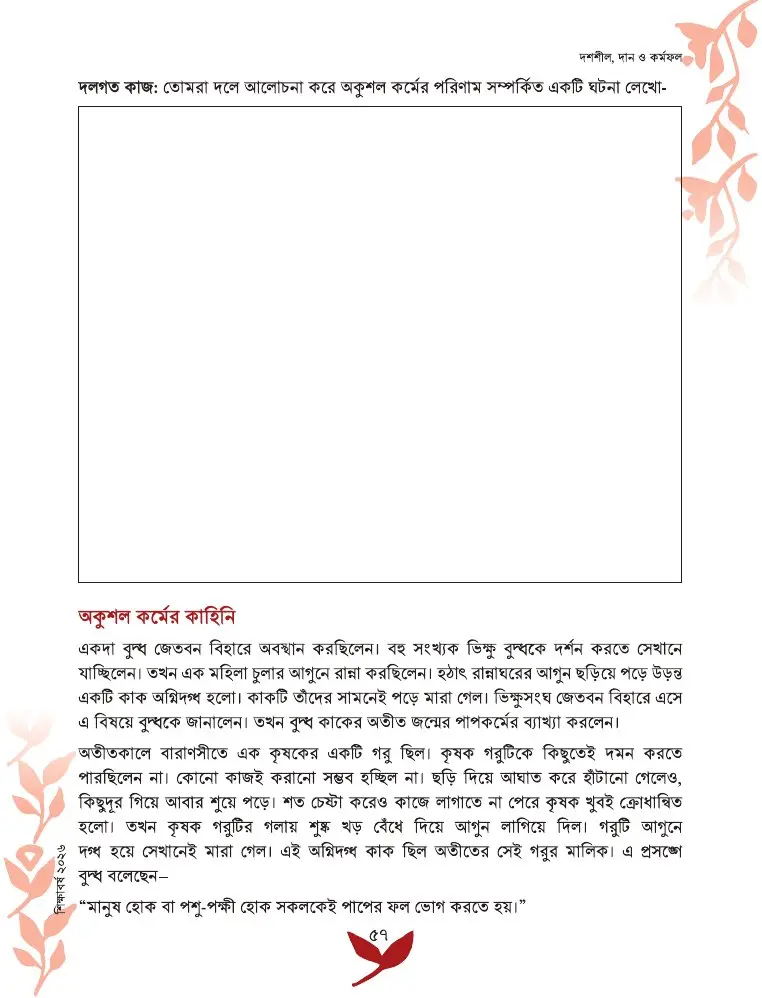 দশশীল, দান ও কর্মফল
দলগত কাজ: তোমরা দলে আলোচনা করে অকুশল কর্মের পরিণাম সম্পর্কিত একটি ঘটনা লেখো-
অকুশল কর্মের কাহিনি
একদা বুদ্ধ জেতবন বিহারে অবস্থান করছিলেন। বহু সংখ্যক ভিক্ষু বুদ্ধকে দর্শন করতে সেখানে
যাচ্ছিলেন। তখন এক মহিলা চুলার আগুনে রান্না করছিলেন। হঠাৎ রান্নাঘরের আগুন ছড়িয়ে পড়ে উড়ন্ত
একটি কাক অগ্নিদগ্ধ হলো। কাকটি তাঁদের সামনেই পড়ে মারা গেল। ভিক্ষুসংঘ জেতবন বিহারে এসে
এ বিষয়ে বুদ্ধকে জানালেন। তখন বুদ্ধ কাকের অতীত জন্মের পাপকর্মের ব্যাখ্যা করলেন।
অতীতকালে বারাণসীতে এক কৃষকের একটি গরু ছিল। কৃষক গরুটিকে কিছুতেই দমন করতে
পারছিলেন না। কোনো কাজই করানো সম্ভব হচ্ছিল না। ছড়ি দিয়ে আঘাত করে হাঁটানো গেলেও,
কিছুদূর গিয়ে আবার শুয়ে পড়ে। শত চেষ্টা করেও কাজে লাগাতে না পেরে কৃষক খুবই ক্রোধান্বিত
হলো। তখন কৃষক গরুটির গলায় শুষ্ক খড় বেঁধে দিয়ে আগুন লাগিয়ে দিল। গরুটি আগুনে
দগ্ধ হয়ে সেখানেই মারা গেল। এই অগ্নিদগ্ধ কাক ছিল অতীতের সেই গরুর মালিক। এ প্রসঙ্গে
বুদ্ধ বলেছেন–
“মানুষ হোক বা পশু-পক্ষী হোক সকলকেই পাপের ফল ভোগ করতে হয়।”
শিক্ষাবর্ষ ২০২৬
৫৭